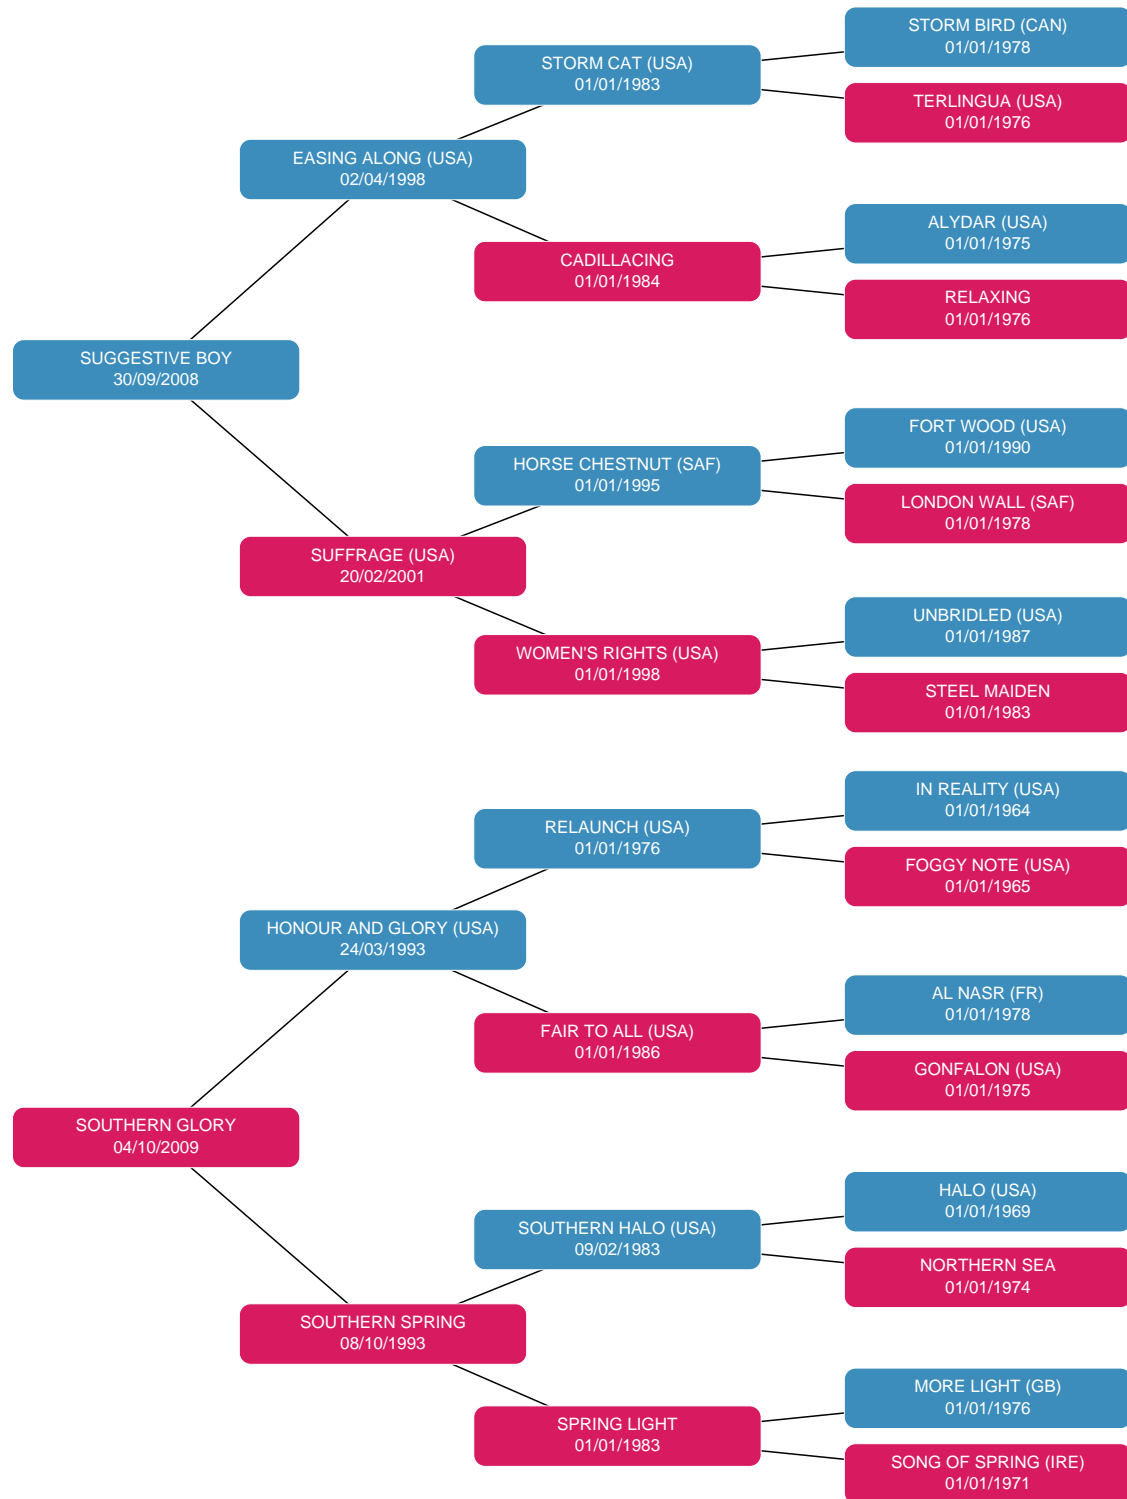 STORM BIRD (CAN)
01/01/1978
STORM CAT (USA)
01/01/1983
TERLINGUA (USA)
01/01/1976
EASING ALONG (USA)
02/04/1998
ALYDAR (USA)
01/01/1975
CADILLACING
01/01/1984
RELAXING
01/01/1976
SUGGESTIVE BOY
30/09/2008
FORT WOOD (USA)
01/01/1990
HORSE CHESTNUT (SAF)
01/01/1995
LONDON WALL (SAF)
01/01/1978
SUFFRAGE (USA)
20/02/2001
UNBRIDLED (USA)
01/01/1987
WOMEN'S RIGHTS (USA)
01/01/1998
STEEL MAIDEN
01/01/1983
IN REALITY (USA)
01/01/1964
RELAUNCH (USA)
01/01/1976
FOGGY NOTE (USA)
01/01/1965
HONOUR AND GLORY (USA)
24/03/1993
AL NASR (FR)
01/01/1978
FAIR TO ALL (USA)
01/01/1986
GONFALON (USA)
01/01/1975
SOUTHERN GLORY
04/10/2009
HALO (USA)
01/01/1969
SOUTHERN HALO (USA)
09/02/1983
NORTHERN SEA
01/01/1974
SOUTHERN SPRING
08/10/1993
MORE LIGHT (GB)
01/01/1976
SPRING LIGHT
01/01/1983
SONG OF SPRING (IRE)
01/01/1971